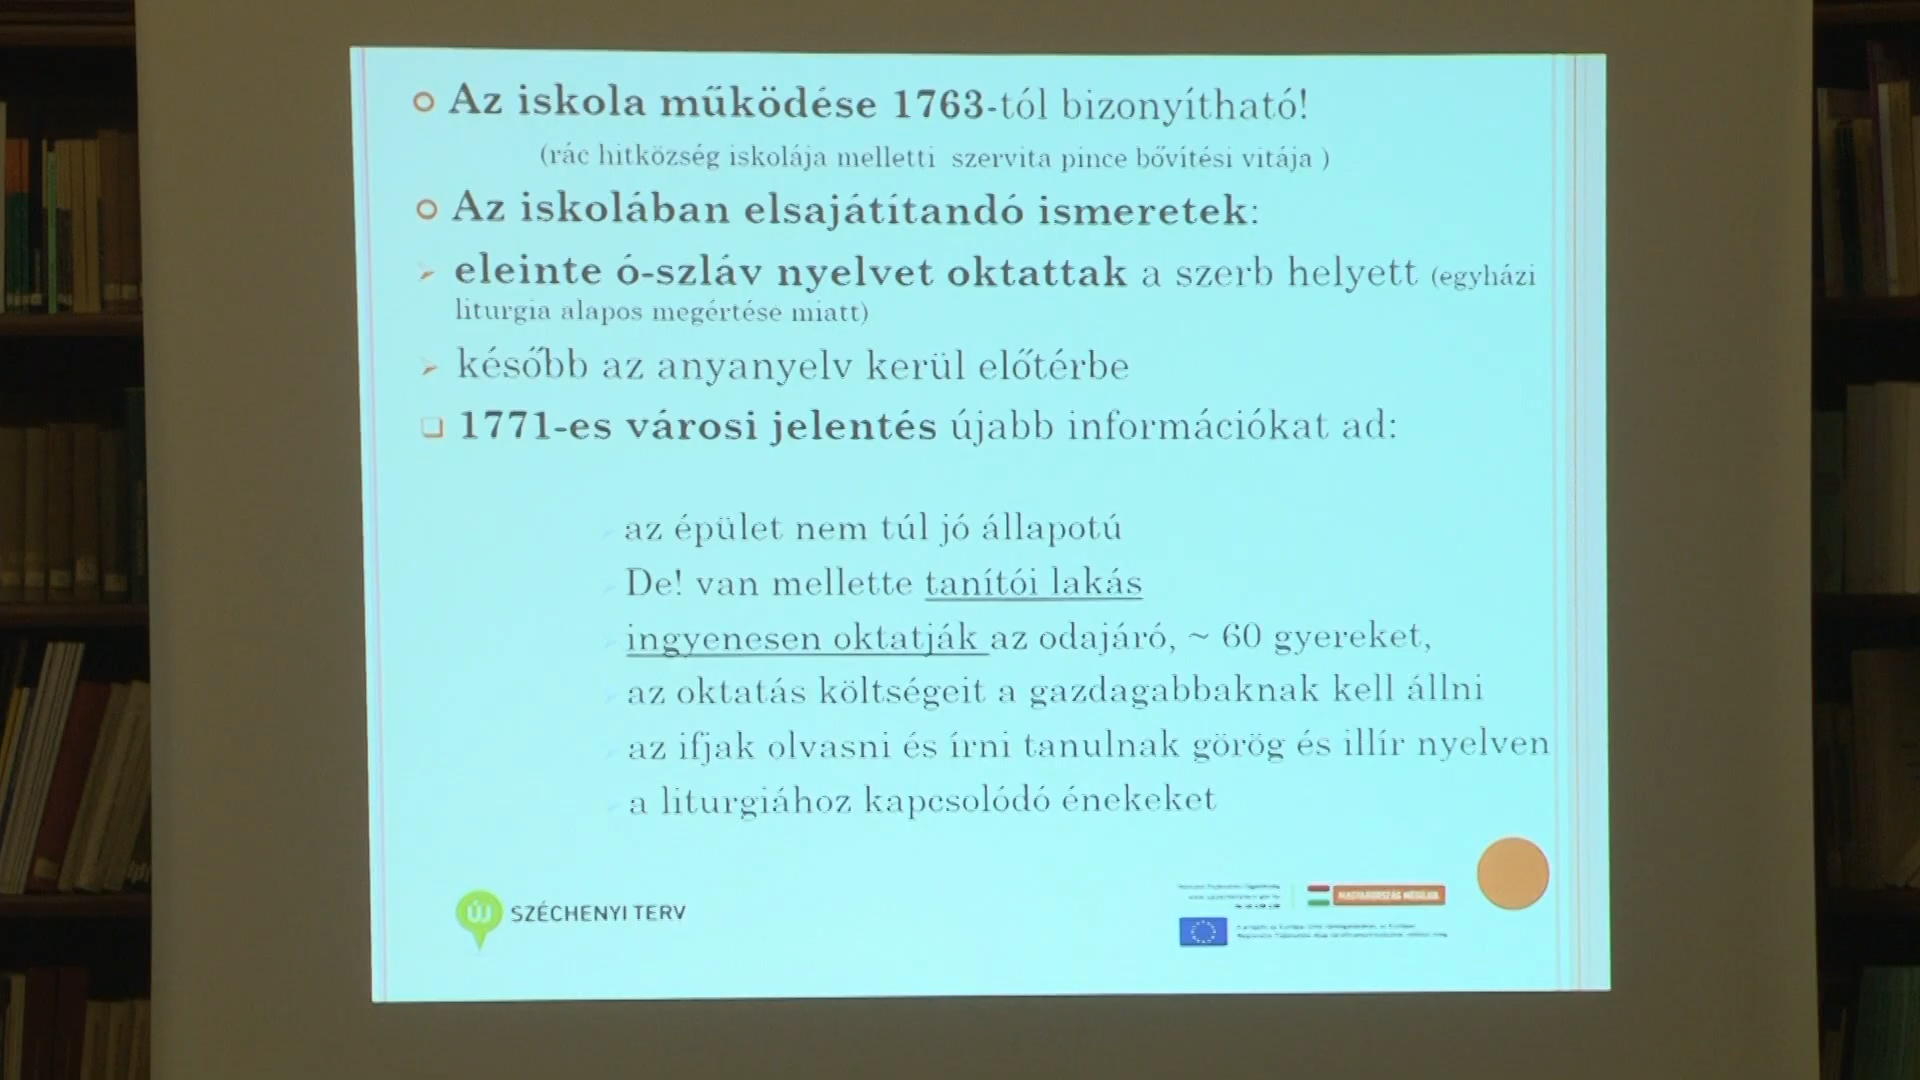 Az iskola működése 1763-tól bizonyítható!
(rác hitközség iskolája melletti szervita pince bővítési vitája )
Az iskolában elsajátítandó ismeretek:
eleinte ó-szláv nyelvet oktattak a szerb helyett (egyházi
liturgia alapos megértése miatt)
később az anyanyelv kerül előtérbe
1771-es városi jelentés újabb információkat ad:
az épület nem túl jó állapotú
De! van mellette tanítói lakás
ingyenesen oktatják az odajáró, ~ 60 gyereket,
az oktatás költségeit a gazdagabbaknak kell állni
az ifjak olvasni és írni tanulnak görög és illír nyelven
a liturgiához kapcsolódó énekeket
ÚJ SZÉCHENYI TERV
MAGYARORSZÁG MEGÚJUL